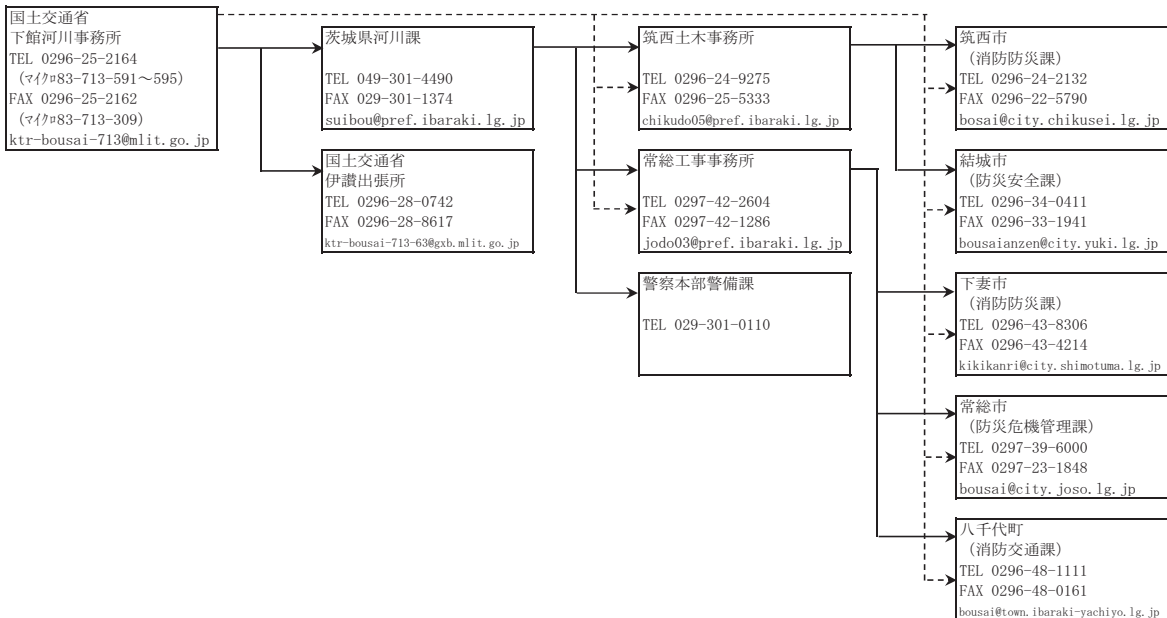 国土交通省
下館河川事務所
TEL 0296-25-2164
（ﾏｲｸﾛ83-713-591～595）
FAX 0296-25-2162
（ﾏｲｸﾛ83-713-309）
ktr-bousai-713@mlit.go.jp
茨城県河川課
TEL 049-301-4490
FAX 029-301-1374
suibou@pref.ibaraki.lg.jp
国土交通省
伊讃出張所
TEL 0296-28-0742
FAX 0296-28-8617
ktr-bousai-713-63@gxb.mlit.go.jp
筑西土木事務所
TEL 0296-24-9275
FAX 0296-25-5333
chikudo05@pref.ibaraki.lg.jp
常総工事事務所
TEL 0297-42-2604
FAX 0297-42-1286
jodo03@pref.ibaraki.lg.jp
警察本部警備課
TEL 029-301-0110
筑西市
（消防防災課）
TEL 0296-24-2132
FAX 0296-22-5790
bosai@city.chikusei.lg.jp
結城市
（防災安全課）
TEL 0296-34-0411
FAX 0296-33-1941
bousaianzen@city.yuki.lg.jp
下妻市
（消防防災課）
TEL 0296-43-8306
FAX 0296-43-4214
kikikanri@city.shimotuma.lg.jp
常総市
（防災危機管理課）
TEL 0297-39-6000
FAX 0297-23-1848
bousai@city.joso.lg.jp
八千代町
（消防交通課）
TEL 0296-48-1111
FAX 0296-48-0161
bousai@town.ibaraki-yachiyo.lg.jp